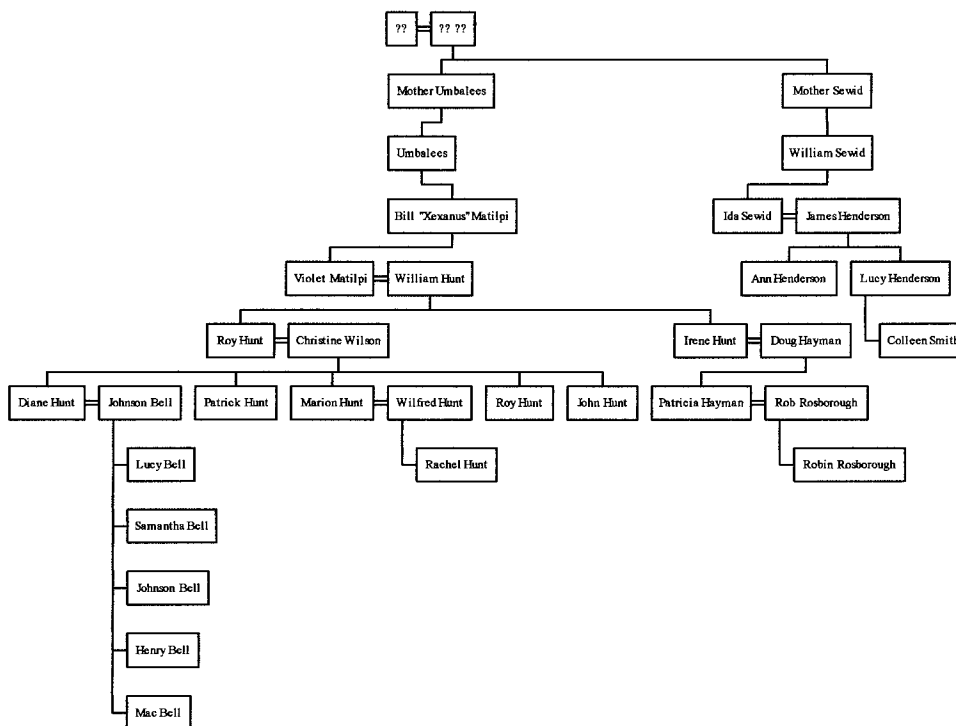 ??
?? ??
Mother Umbalees
Mother Sewid
Umbalees
William Sewid
Bill "Xexanus" Matilpi
Ida Sewid
James Henderson
Violet Matilpi
William Hunt
Ann Henderson
Lucy Henderson
Roy Hunt
Christine Wilson
Irene Hunt
Doug Hayman
Colleen Smith
Diane Hunt
Johnson Bell
Patrick Hunt
Marion Hunt
Wilfred Hunt
Roy Hunt
John Hunt
Patricia Hayman
Rob Rosborough
Lucy Bell
Rachel Hunt
Robin Rosborough
Samantha Bell
Johnson Bell
Henry Bell
Mac Bell